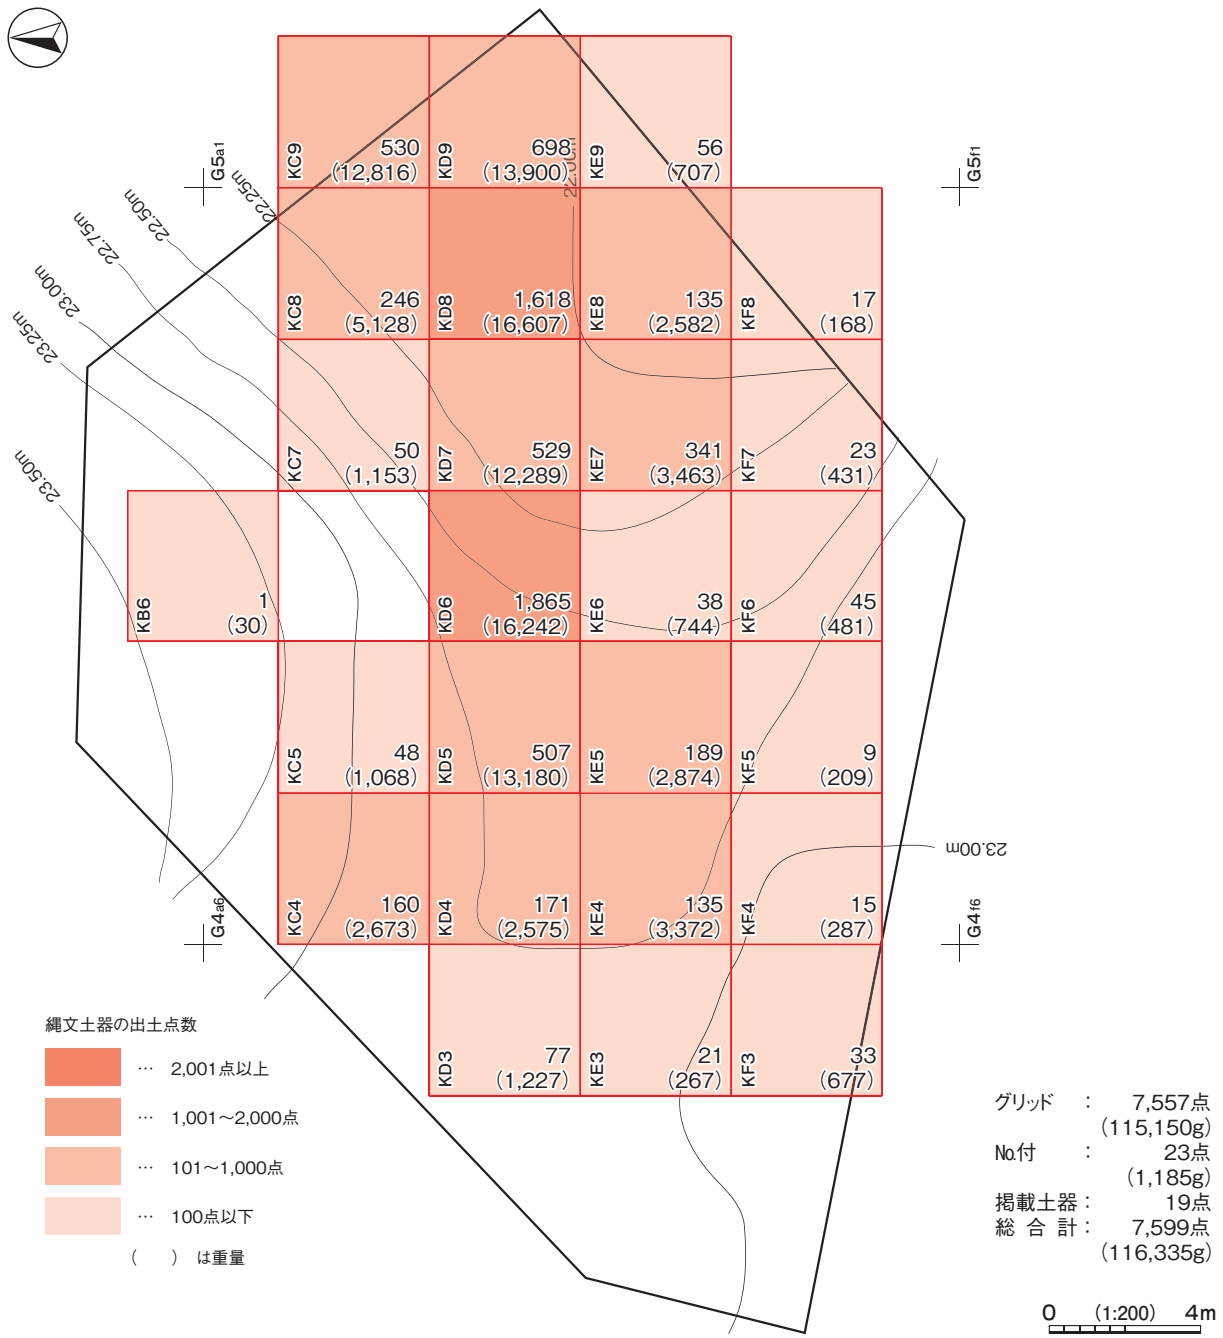 G5a1
G5f1
22.25m
22.50m
22.75m
23.00m
23.25m
23.50m
22.00m
KC9
530
(12,816)
KD9
698
(13,900)
KE9
56
(707)
KC8
246
(5,128)
KD8
1,618
(16,607)
KE8
135
(2,582)
KF8
17
(168)
KC7
50
(1,153)
KD7
529
(12,289)
KE7
341
(3,463)
KF7
23
(431)
KB6
1
(30)
KD6
1,865
(16,242)
KE6
38
(744)
KF6
45
(481)
KC5
48
(1,068)
KD5
507
(13,180)
KE5
189
(2,874)
KF5
9
(209)
23.00m
G4a6
KC4
160
(2,673)
KD4
171
(2,575)
KE4
135
(3,372)
KF4
15
(287)
G4f6
KD3
77
(1,227)
KE3
21
(267)
KF3
33
(677)
縄文土器の出土点数
… 2,001点以上
… 1,001～2,000点
… 101～1,000点
… 100点以下
（　　）は重量
グリッド ： 7,557点
(115,150g)
№付 ： 23点
(1,185g)
掲載土器： 19点
総合計： 7,599点
(116,335g)
0 (1:200) 4m